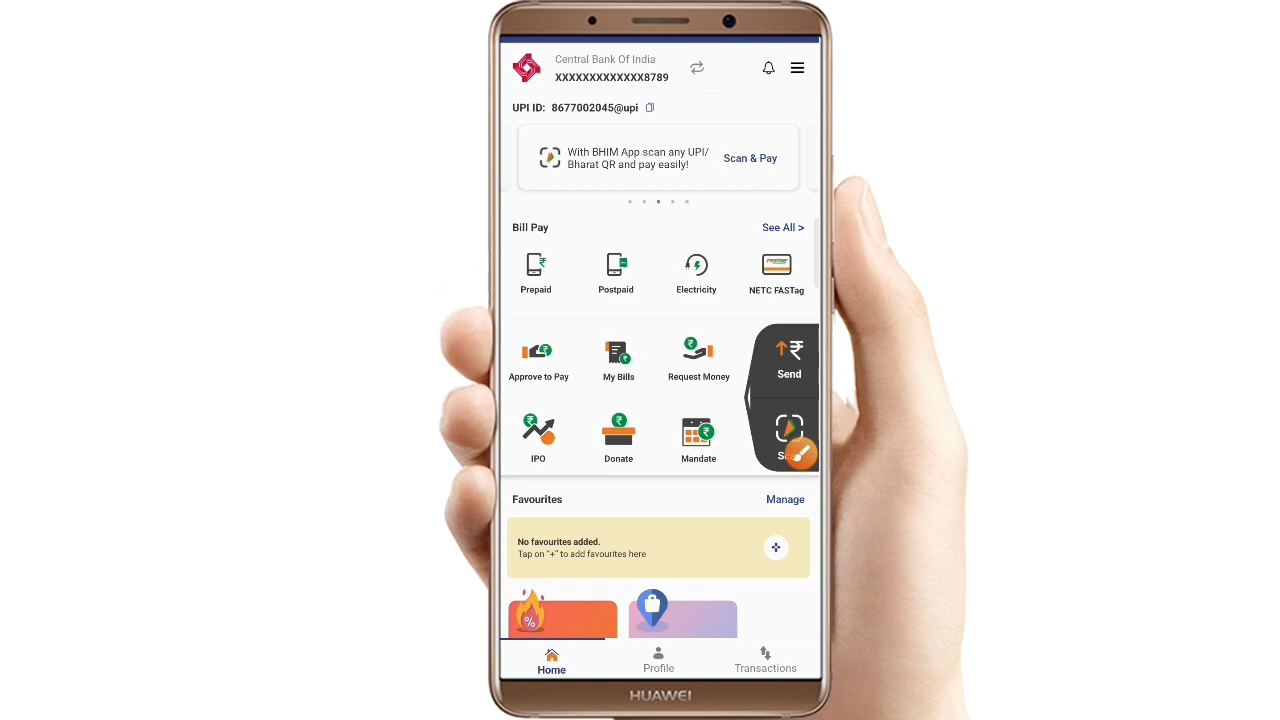 Central Bank Of India
XXXXXXXXXXXXX8789
UPI ID: 8677002045@upi
With BHIM App scan any UPI/
Bharat QR and pay easily!
Scan & Pay
Bill Pay
See All >
Prepaid
Postpaid
Electricity
NETC FASTag
Approve to Pay
My Bills
Request Money
Send
IPO
Donate
Mandate
Favourites
Manage
No favourites added.
Tap on "+" to add favourites here
%
Home
Profile
Transactions
HUAWEI